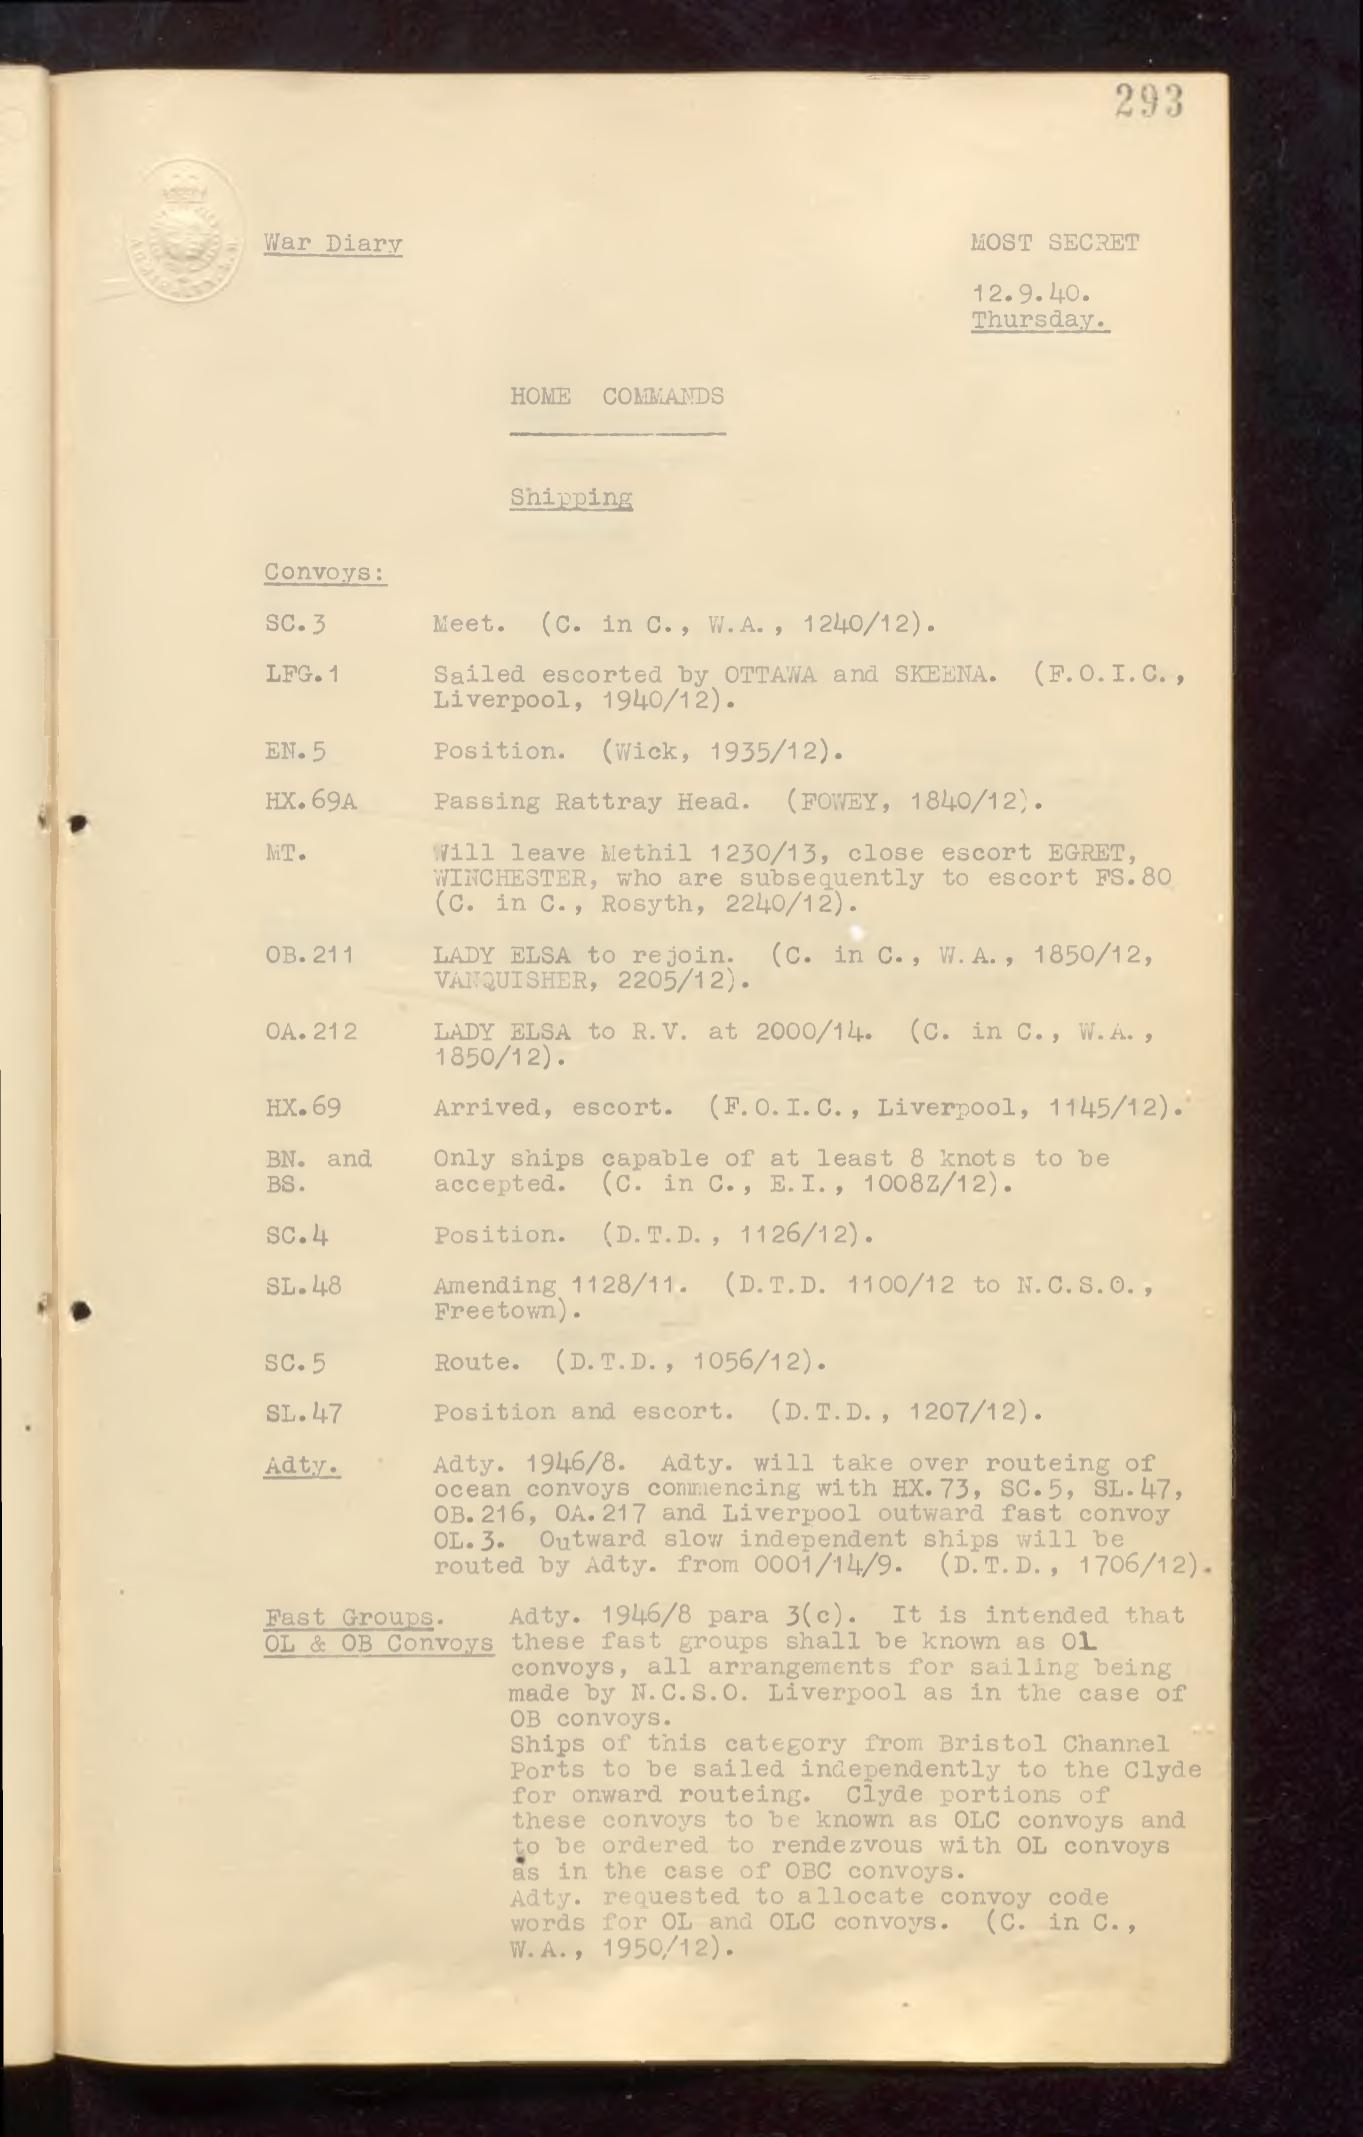 293
War Diary
MOST SECRET
12.9.40.
Thursday.
HOME COMMANDS
Shipping
Convoys:
SC.3 Meet. (C. in C., W.A., 1240/12).
LFG.1 Sailed escorted by OTTAWA and SKEENA. (F.O.I.C.,
Liverpool, 1940/12).
EN.5 Position. (Wick, 1935/12).
HX.69A Passing Rattray Head. (FOWEY, 1840/12).
MT. Will leave Methil 1230/13, close escort EGRET,
WINCHESTER, who are subsequently to escort FS.80
(C. in C., Rosyth, 2240/12).
OB.211 LADY ELSA to rejoin. (C. in C., W.A., 1850/12,
VANQUISHER, 2205/12).
OA.212 LADY ELSA to R.V. at 2000/14. (C. in C., W.A.,
1850/12).
HX.69 Arrived, escort. (F.O.I.C., Liverpool, 1145/12).
BN. and Only ships capable of at least 8 knots to be
BS. accepted. (C. in C., E.I., 1008Z/12).
SC.4 Position. (D.T.D., 1126/12).
SL.48 Amending 1128/11. (D.T.D. 1100/12 to N.C.S.O.,
Freetown).
SC.5 Route. (D.T.D., 1056/12).
SL.47 Position and escort. (D.T.D., 1207/12).
Adty. Adty. 1946/8. Adty. will take over routeing of
ocean convoys commencing with HX.73, SC.5, SL.47,
OB.216, OA.217 and Liverpool outward fast convoy
OL.3. Outward slow independent ships will be
routed by Adty. from 0001/14/9. (D.T.D., 1706/12).
Fast Groups. Adty. 1946/8 para 3(c). It is intended that
OL & OB Convoys these fast groups shall be known as OL
convoys, all arrangements for sailing being
made by N.C.S.O. Liverpool as in the case of
OB convoys.
Ships of this category from Bristol Channel
Ports to be sailed independently to the Clyde
for onward routeing. Clyde portions of
these convoys to be known as OLC convoys and
to be ordered to rendezvous with OL convoys
as in the case of OBC convoys.
Adty. requested to allocate convoy code
words for OL and OLC convoys. (C. in C.,
W.A., 1950/12).